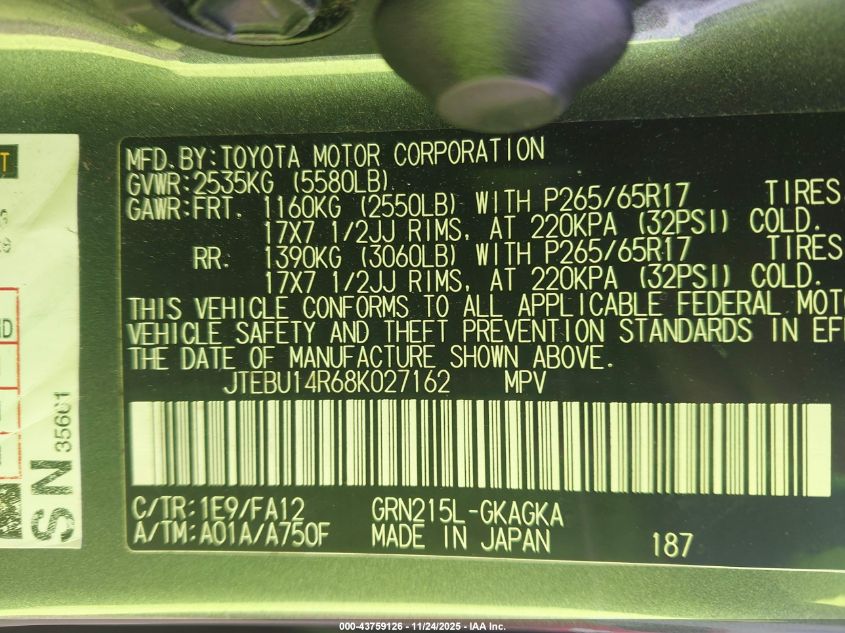 MFD.BY:TOYOTA MOTOR CORPORATION
GVWR:2535KG (5580LB)
GAWR:FRT. 1160KG (2550LB) WITH P265/65R17 TIRES
17X7 1/2JJ RIMS, AT 220KPA (32PSI) COLD.
RR. 1390KG (3060LB) WITH P265/65R17 TIRES
17X7 1/2JJ RIMS, AT 220KPA (32PSI) COLD.
THIS VEHICLE CONFORMS TO ALL APPLICABLE FEDERAL MOTO
VEHICLE SAFETY AND THEFT PREVENTION STANDARDS IN EF
THE DATE OF MANUFACTURE SHOWN ABOVE.
JTEBU14R68K027162 MPV
C/TR:1E9/FA12 GRN215L-GKAGKA
A/TM:A01A/A750F MADE IN JAPAN 187
SN 35661
000-43759126 - 11/24/2025 - IAA Inc.